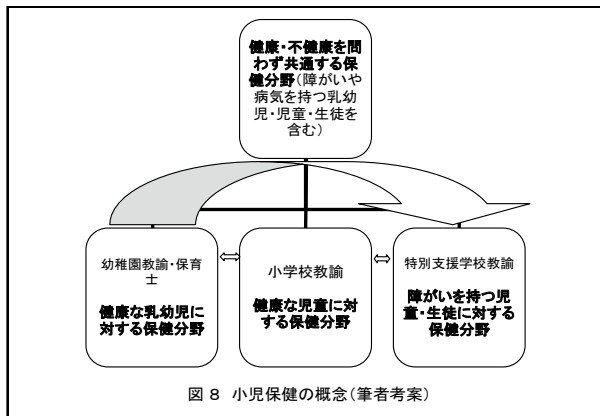 健康・不健康を問
わず共通する保
健分野(障がいや
病気を持つ乳幼
児・児童・生徒を
含む)
幼稚園教諭・保育
士
健康な乳幼児に
対する保健分野
⇔
小学校教諭
健康な児童に対
する保健分野
⇔
特別支援学校教諭
障がいを持つ児
童・生徒に対する
保健分野
図 8 小児保健の概念(筆者考案)